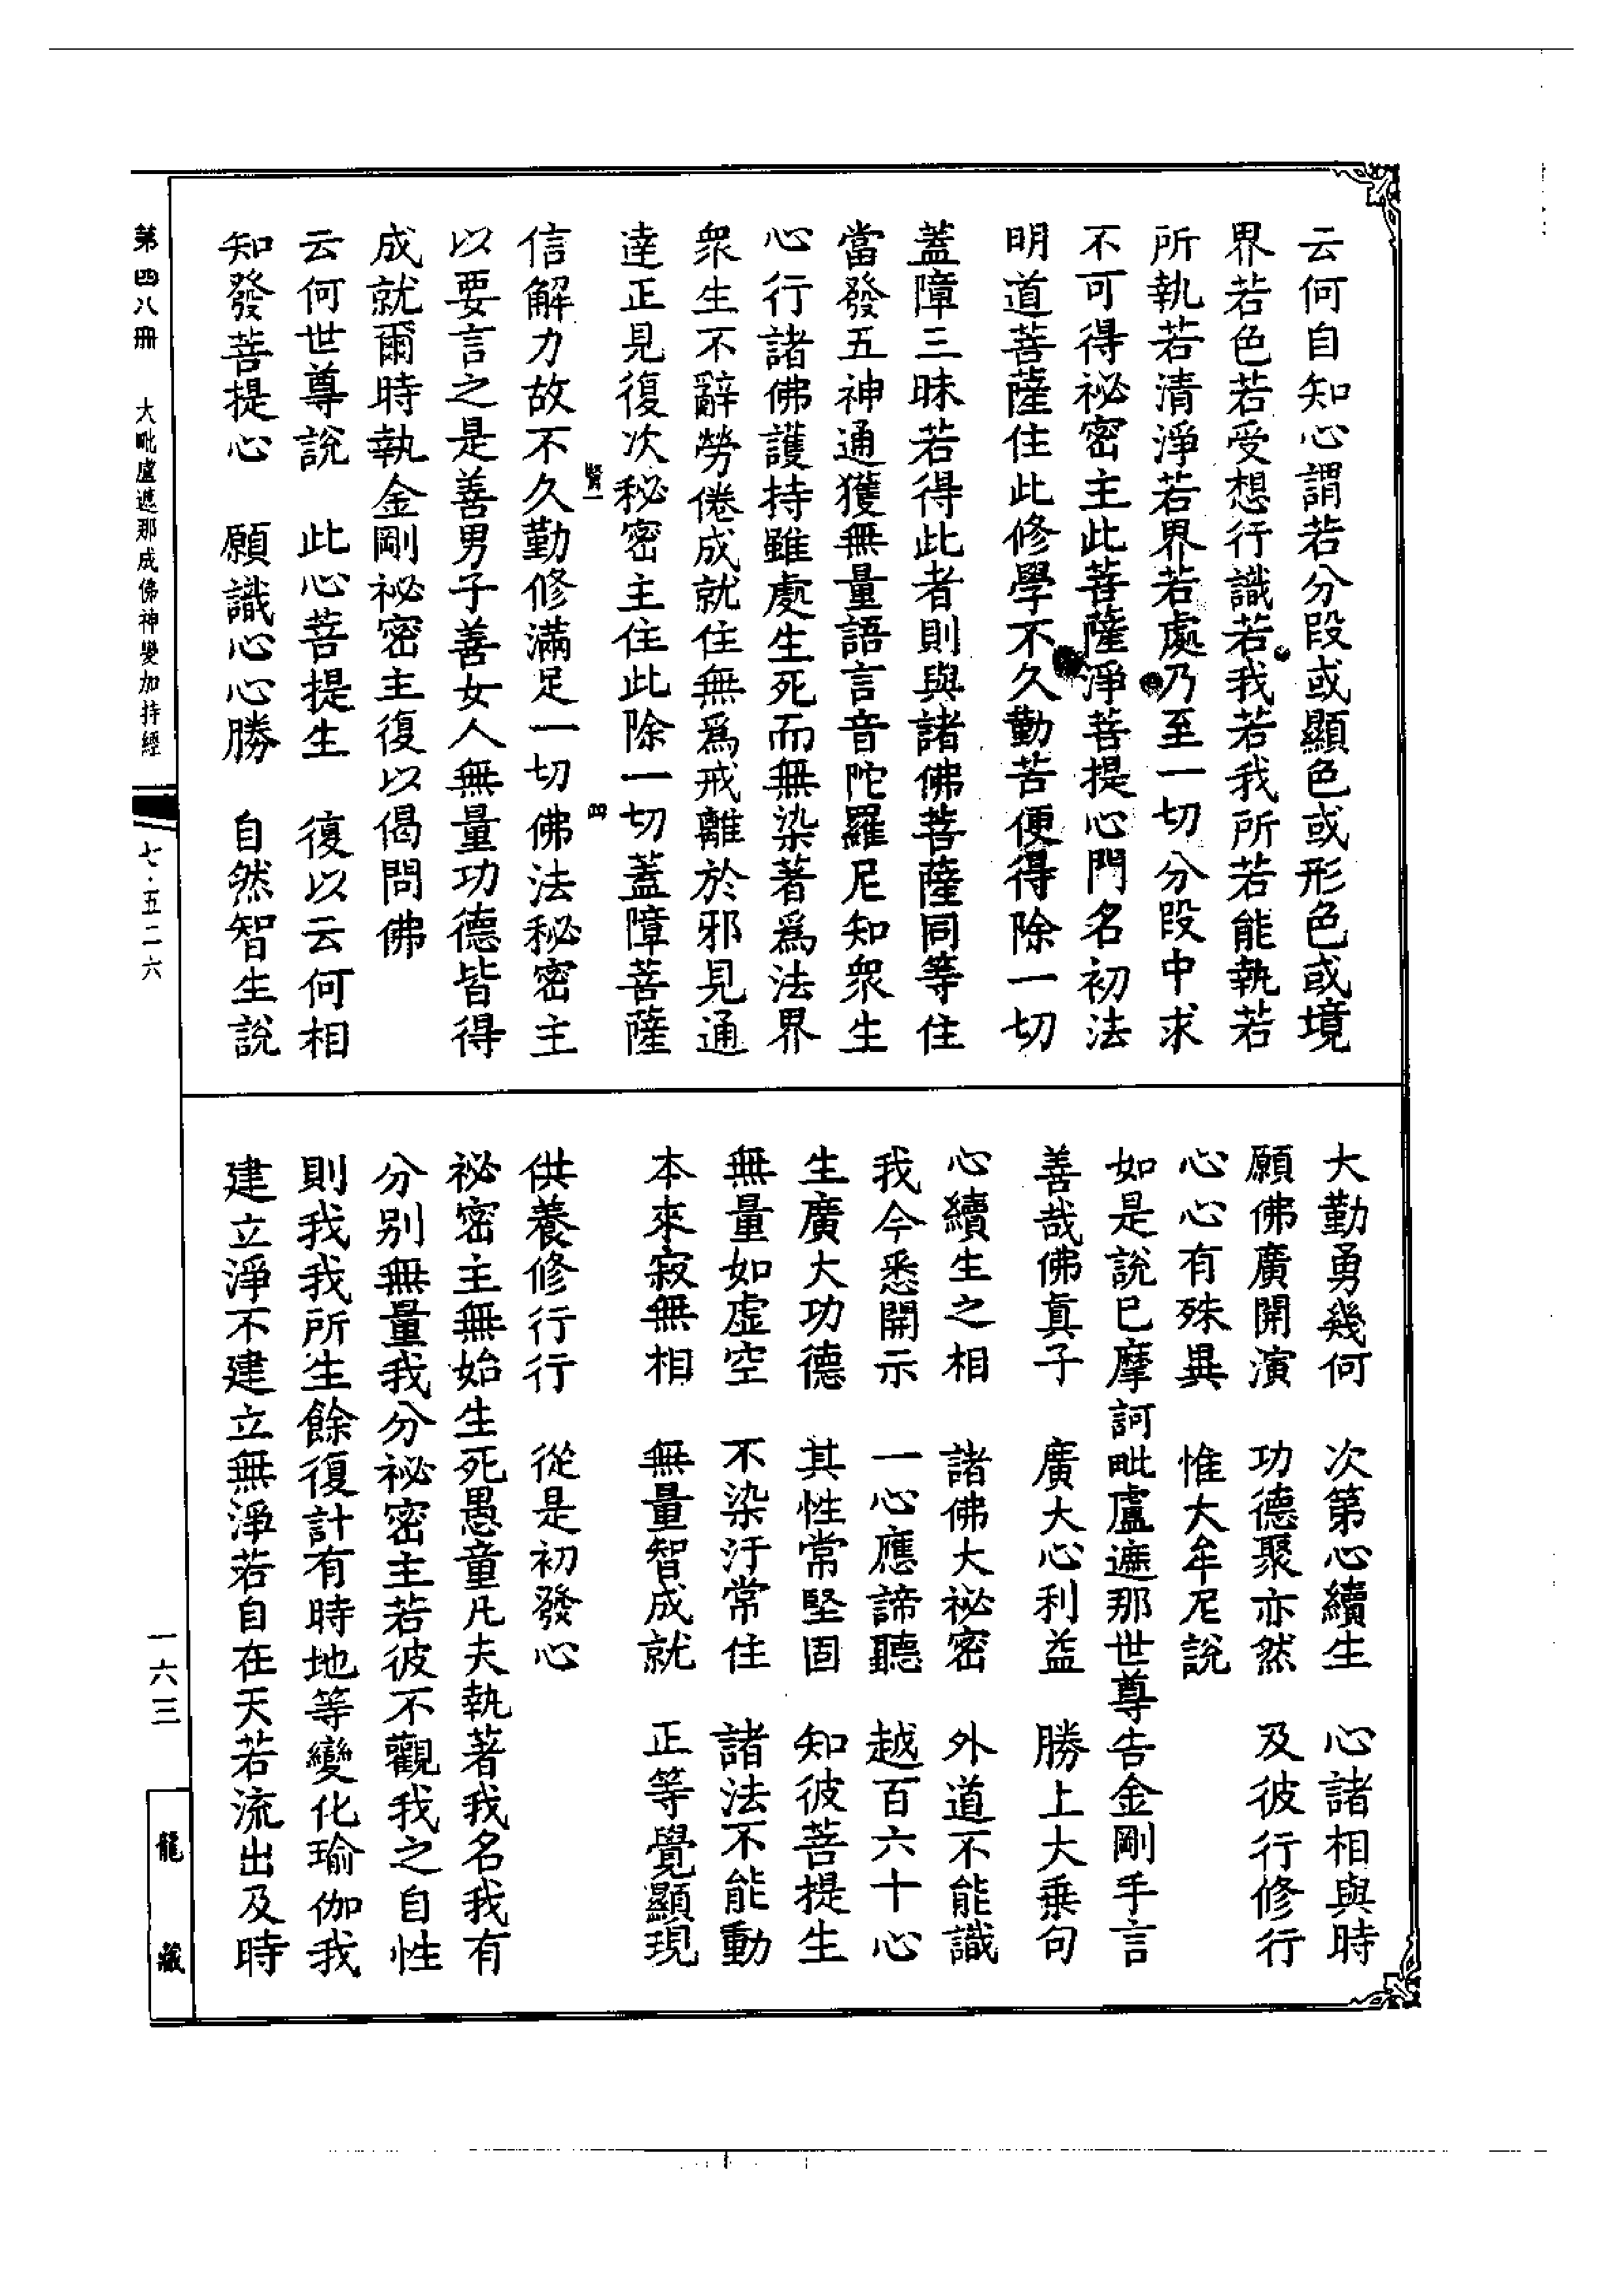 云何自知心謂若分段或顯色或形色或境
界若色若受想行識若我若我所若能執若
所執若清淨若界若處乃至一切分段中求
不可得祕密主此菩薩淨菩提心門名初法
明道菩薩住此修學不久勤苦便得除一切
蓋障三昧若得此者則與諸佛菩薩同等住
當發五神通獲無量語言音陀羅尼知衆生
心行諸佛護持雖處生死而無染著爲法界
衆生不辭勞倦成就住無爲戒離於邪見通
達正見復次秘密主住此除一切蓋障菩薩
賢一 四
信解力故不久勤修滿足一切佛法秘密主
以要言之是善男子善女人無量功德皆得
成就爾時執金剛祕密主復以偈問佛
云何世尊說 此心菩提生 復以云何相
知發菩提心 願識心心勝 自然智生說
大勤勇幾何 次第心續生 心諸相與時
願佛廣開演 功德聚亦然 及彼行修行
心心有殊異 惟大牟尼說
如是說已摩訶毗盧遮那世尊告金剛手言
善哉佛眞子 廣大心利益 勝上大乗句
心續生之相 諸佛大祕密 外道不能識
我今悉開示 一心應諦聽 越百六十心
生廣大功德 其性常堅固 知彼菩提生
無量如虛空 不染汙常住 諸法不能動
本來寂無相 無量智成就 正等覺顯現
供養修行行 從是初發心
祕密主無始生死愚童凡夫執著我名我有
分别無量我分祕密主若彼不觀我之自性
則我我所生餘復計有時地等變化瑜伽我
建立淨不建立無淨若自在天若流出及時
第四八冊 大毗盧遮那成佛神變加持經 七·五二六
一六三
龍藏